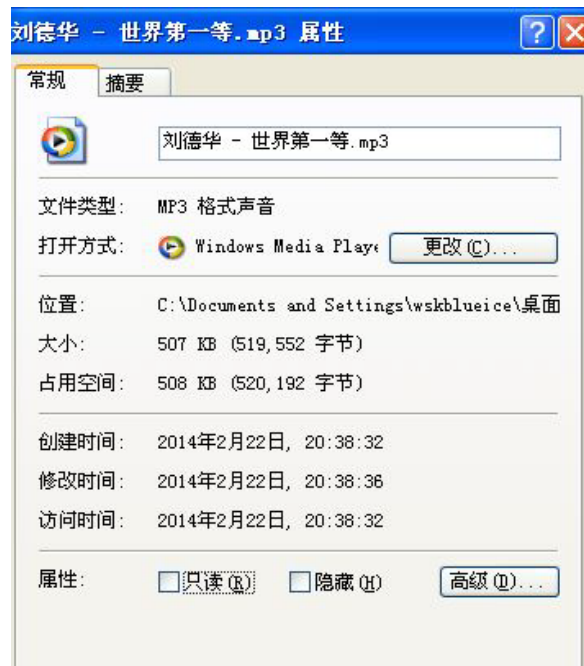 刘德华 - 世界第一等.mp3 属性
常规 摘要
刘德华 - 世界第一等.mp3
文件类型: MP3 格式声音
打开方式: Windows Media Playe 更改(C)...
位置: C:\Documents and Settings\wskblueice\桌面
大小: 507 KB (519,552 字节)
占用空间: 508 KB (520,192 字节)
创建时间: 2014年2月22日, 20:38:32
修改时间: 2014年2月22日, 20:38:36
访问时间: 2014年2月22日, 20:38:32
属性: 只读(R) 隐藏(H) 高级(D)...